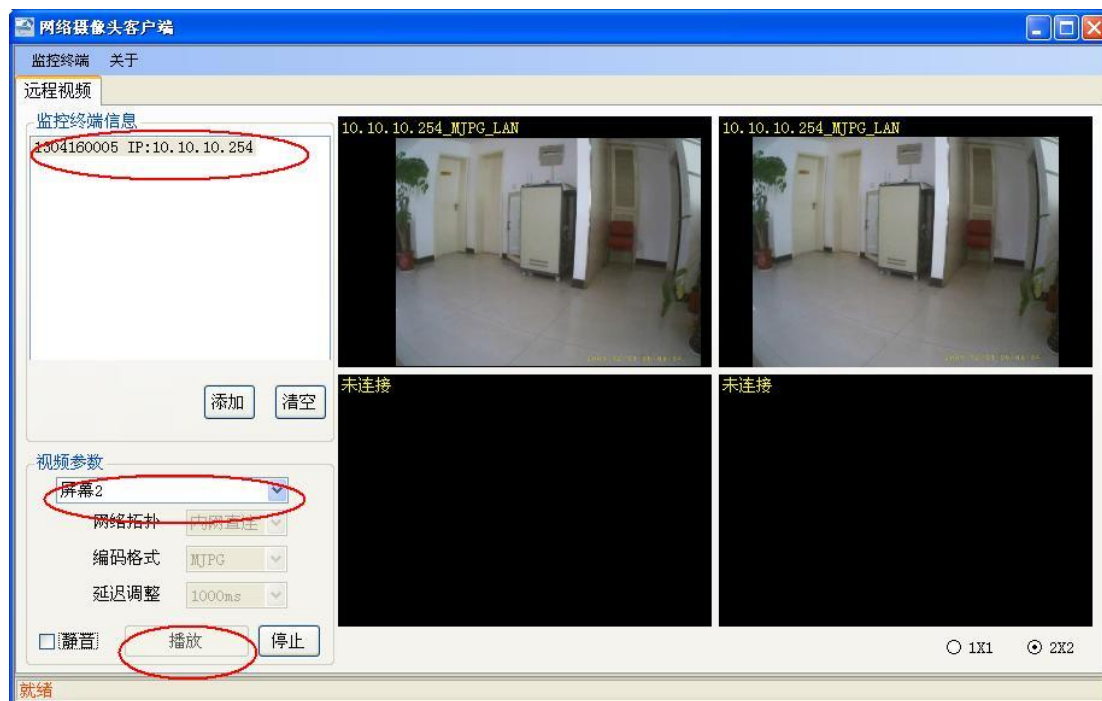 网络摄像头客户端
监控终端 关于
远程视频
监控终端信息
1304160005 IP:10.10.10.254
添加 清空
视频参数
屏幕2
网络拓扑 内网直连
编码格式 MJPG
延迟调整 1000ms
静音 播放 停止
10.10.10.254_MJPG_LAN
10.10.10.254_MJPG_LAN
未连接
未连接
1X1 2X2
就绪